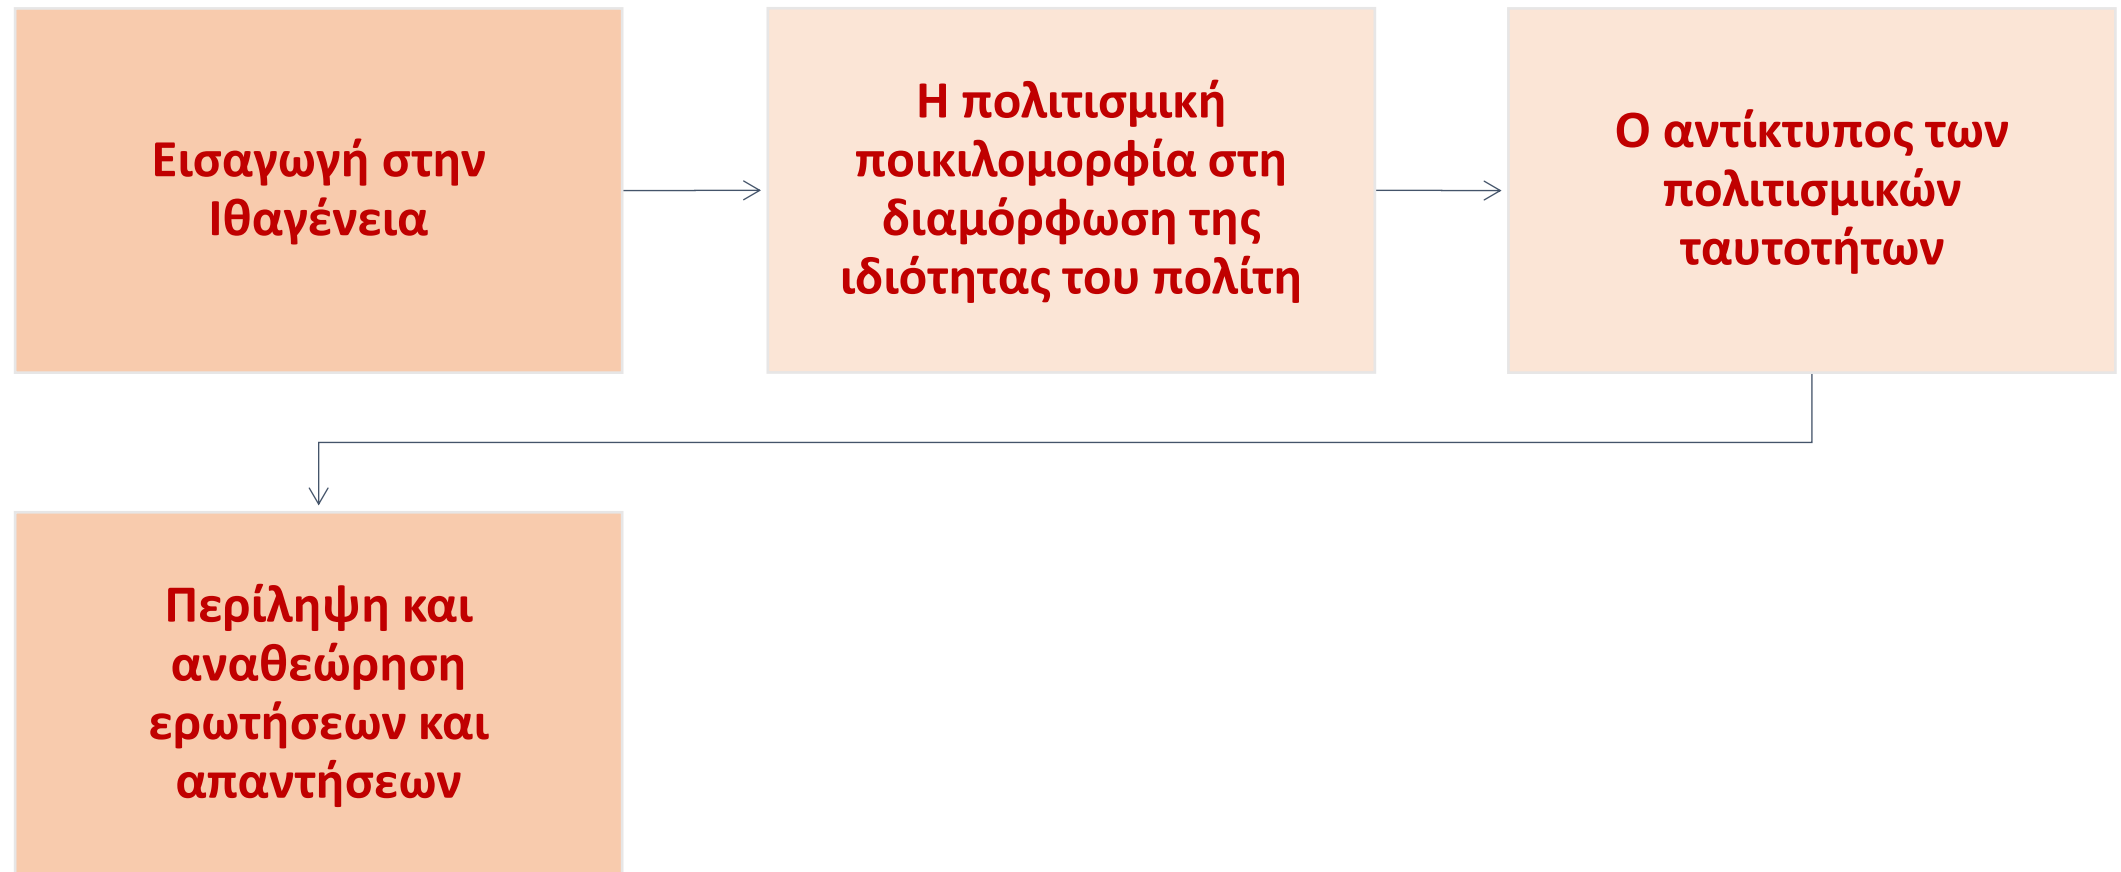 Εισαγωγή στην
Ιθαγένεια
Η πολιτισμική
ποικιλομορφία στη
διαμόρφωση της
ιδιότητας του πολίτη
Ο αντίκτυπος των
πολιτισμικών
ταυτοτήτων
Περίληψη και
αναθεώρηση
ερωτήσεων και
απαντήσεων